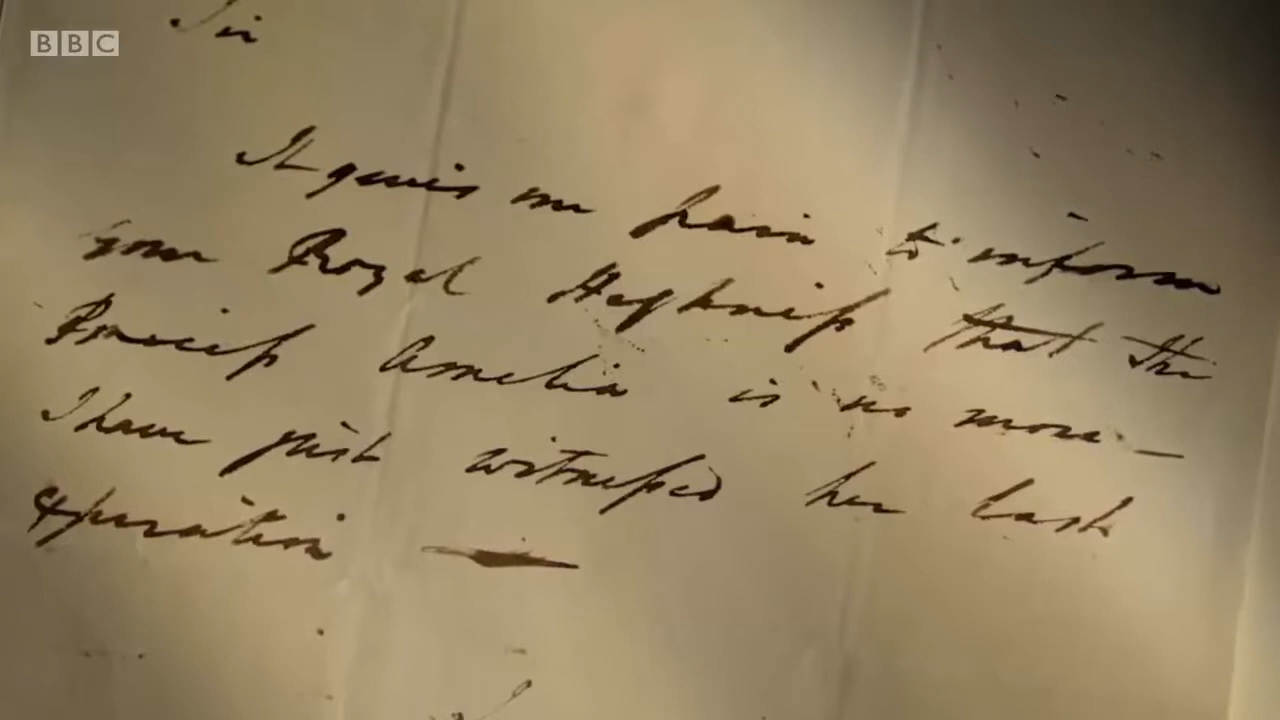 BBC
Sir
It gives me pain to inform
your Royal Highness that the
Princess Amelia is no more —
I have just witnessed her last
expiration —